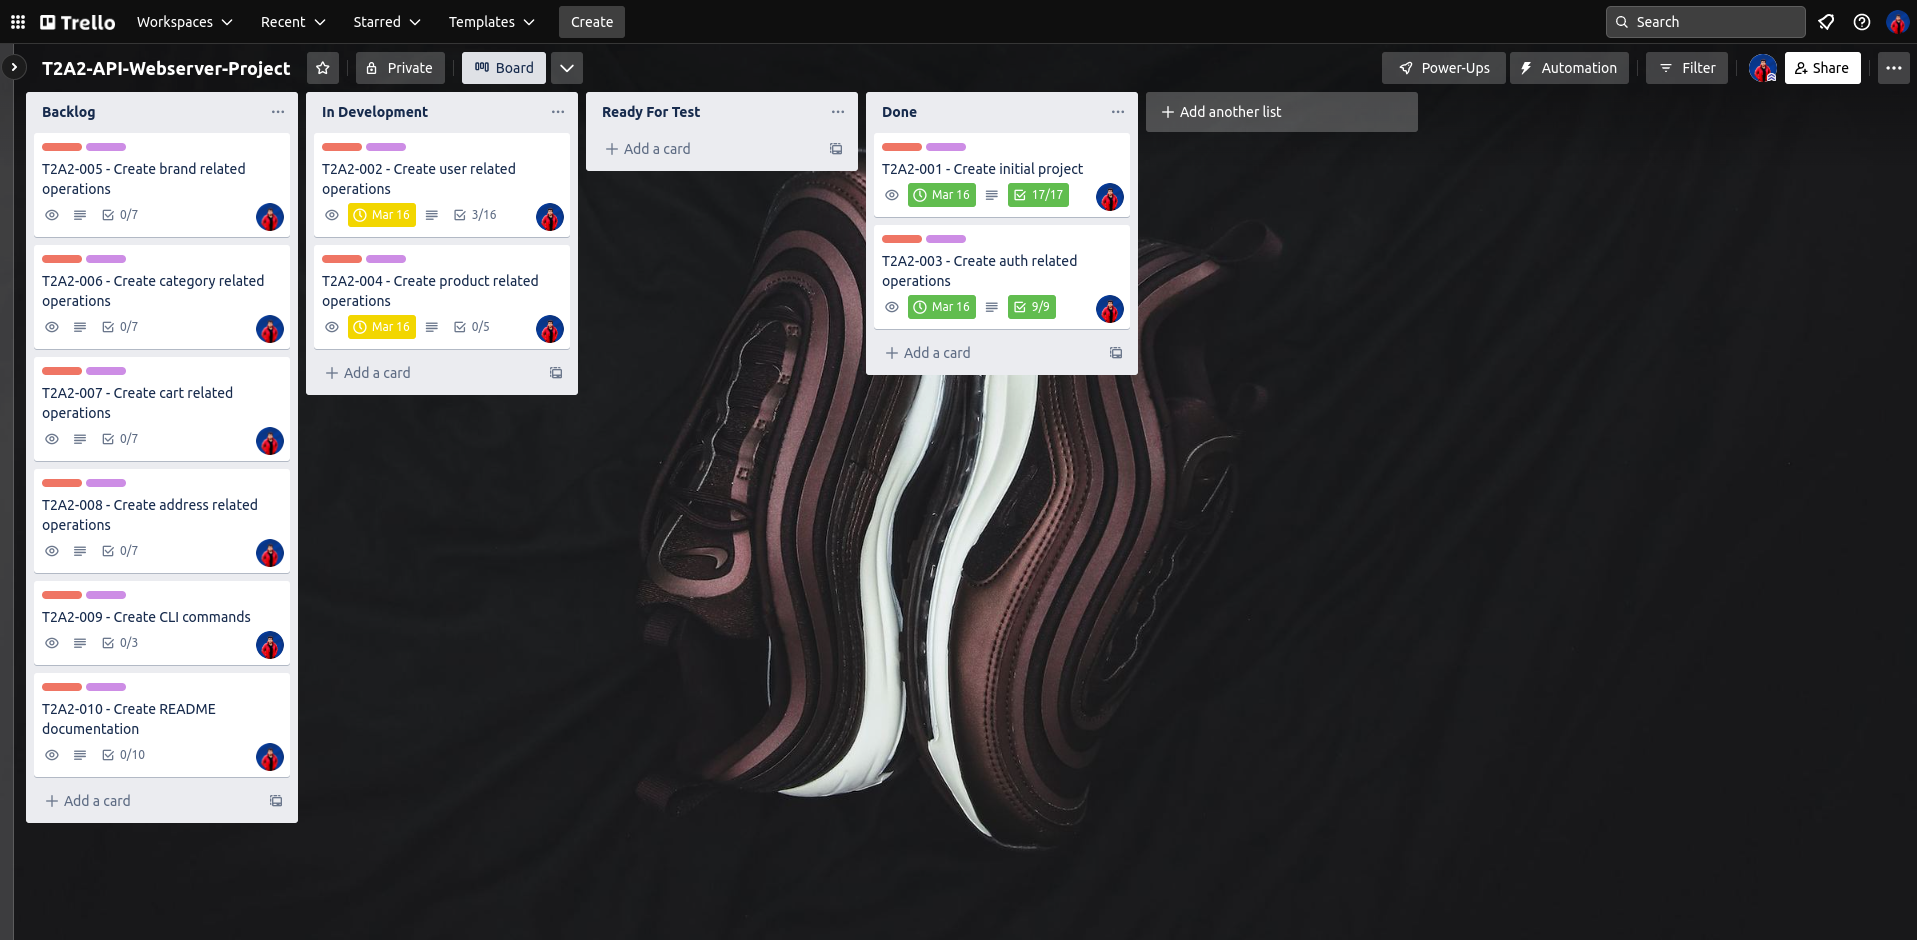 Trello
Workspaces
Recent
Starred
Templates
Create
Search
T2A2-API-Webserver-Project
Private
Board
Power-Ups
Automation
Filter
Share
Backlog
T2A2-005 - Create brand related
operations
0/7
T2A2-006 - Create category related
operations
0/7
T2A2-007 - Create cart related
operations
0/7
T2A2-008 - Create address related
operations
0/7
T2A2-009 - Create CLI commands
0/3
T2A2-010 - Create README
documentation
0/10
Add a card
In Development
T2A2-002 - Create user related
operations
Mar 16
3/16
T2A2-004 - Create product related
operations
Mar 16
0/5
Add a card
Ready For Test
Add a card
Done
T2A2-001 - Create initial project
Mar 16
17/17
T2A2-003 - Create auth related
operations
Mar 16
9/9
Add a card
Add another list